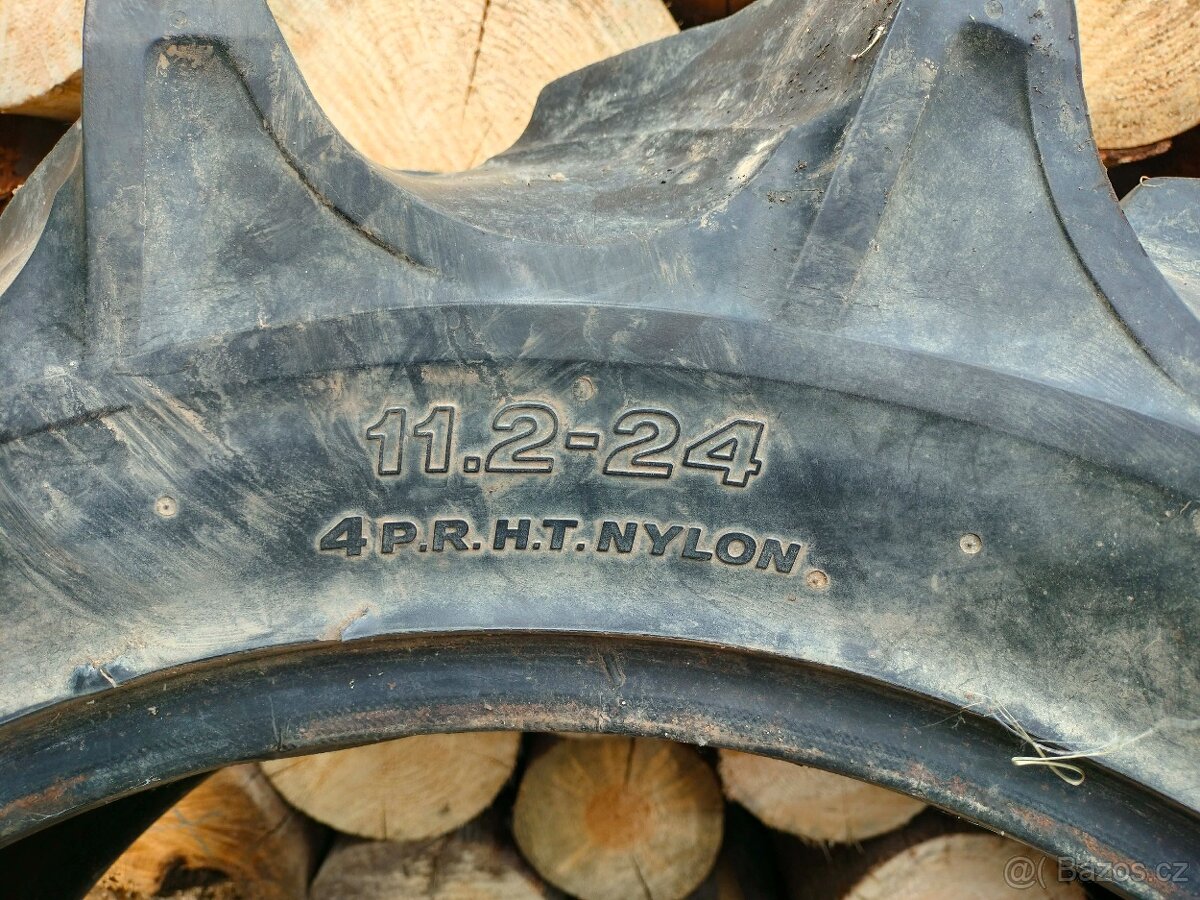 11.2-24
4 P.R. H.T. NYLON
@( Bazos.cz